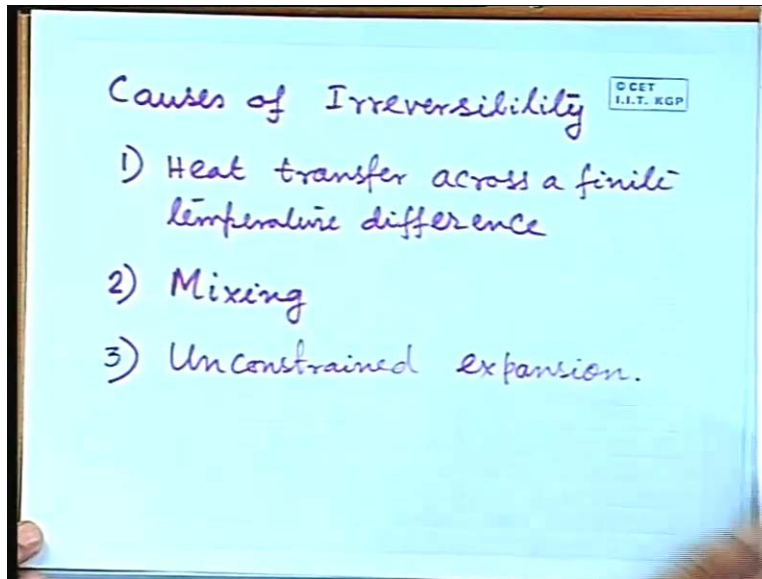 Causes of Irreversibility
© CET
I.I.T. KGP
1) Heat transfer across a finite
temperature difference
2) Mixing
3) Unconstrained expansion.